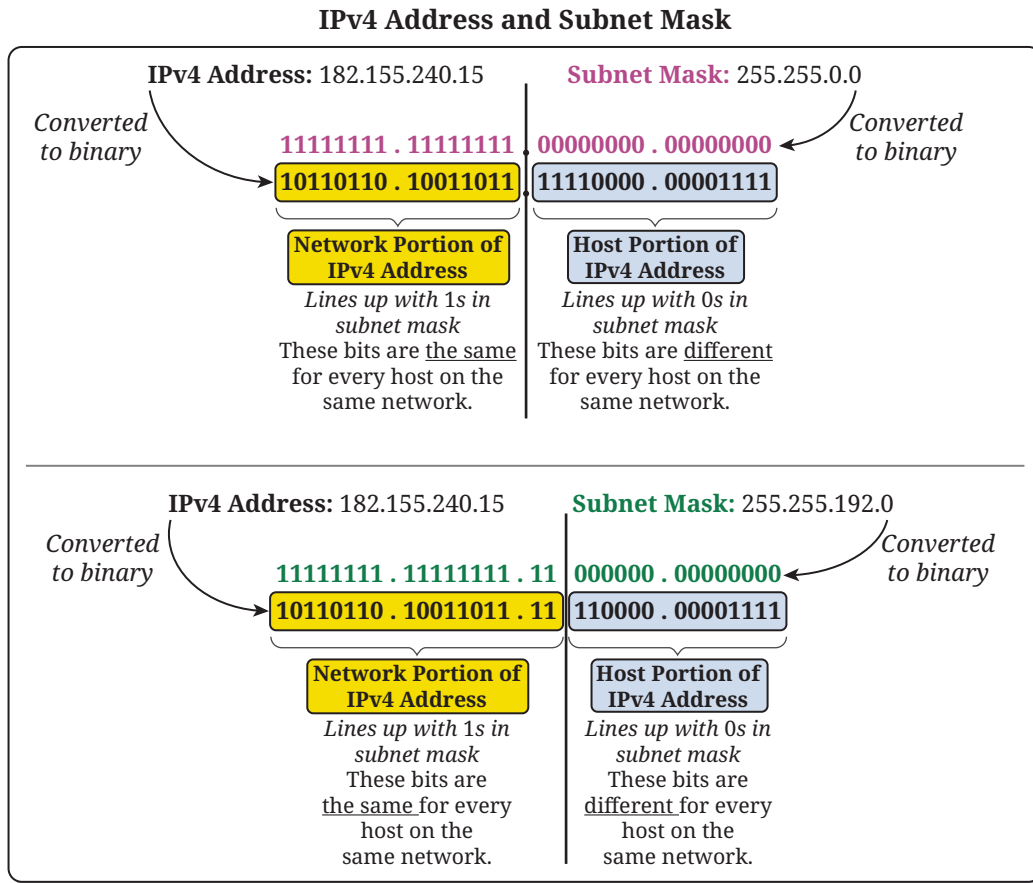 IPv4 Address and Subnet Mask
IPv4 Address: 182.155.240.15
Subnet Mask: 255.255.0.0
Converted
to binary
Converted
to binary
11111111 . 11111111 . 00000000 . 00000000
10110110 . 10011011 . 11110000 . 00001111
Network Portion of
IPv4 Address
Lines up with 1s in
subnet mask
These bits are the same
for every host on the
same network.
Host Portion of
IPv4 Address
Lines up with 0s in
subnet mask
These bits are different
for every host on the
same network.
IPv4 Address: 182.155.240.15
Subnet Mask: 255.255.192.0
Converted
to binary
Converted
to binary
11111111 . 11111111 . 11 000000 . 00000000
10110110 . 10011011 . 11 110000 . 00001111
Network Portion of
IPv4 Address
Lines up with 1s in
subnet mask
These bits are
the same for every
host on the
same network.
Host Portion of
IPv4 Address
Lines up with 0s in
subnet mask
These bits are
different for every
host on the
same network.